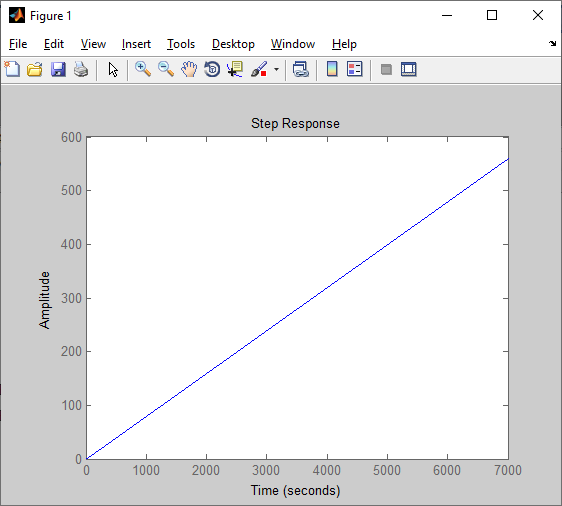 Figure 1
File Edit View Insert Tools Desktop Window Help
Step Response
600
500
400
300
200
100
0
Amplitude
0 1000 2000 3000 4000 5000 6000 7000
Time (seconds)